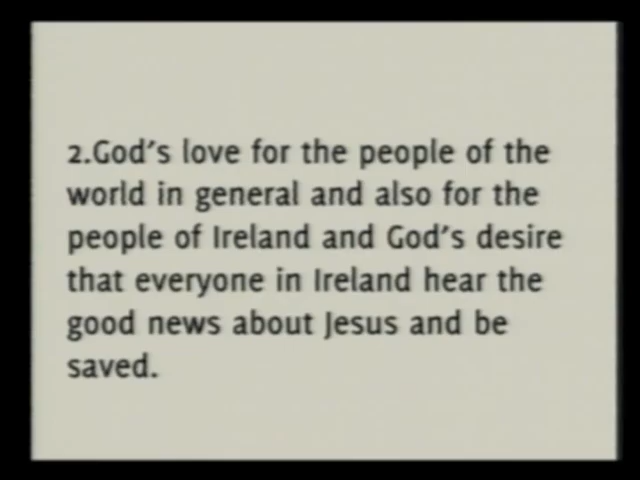 2.God's love for the people of the
world in general and also for the
people of Ireland and God's desire
that everyone in Ireland hear the
good news about Jesus and be
saved.